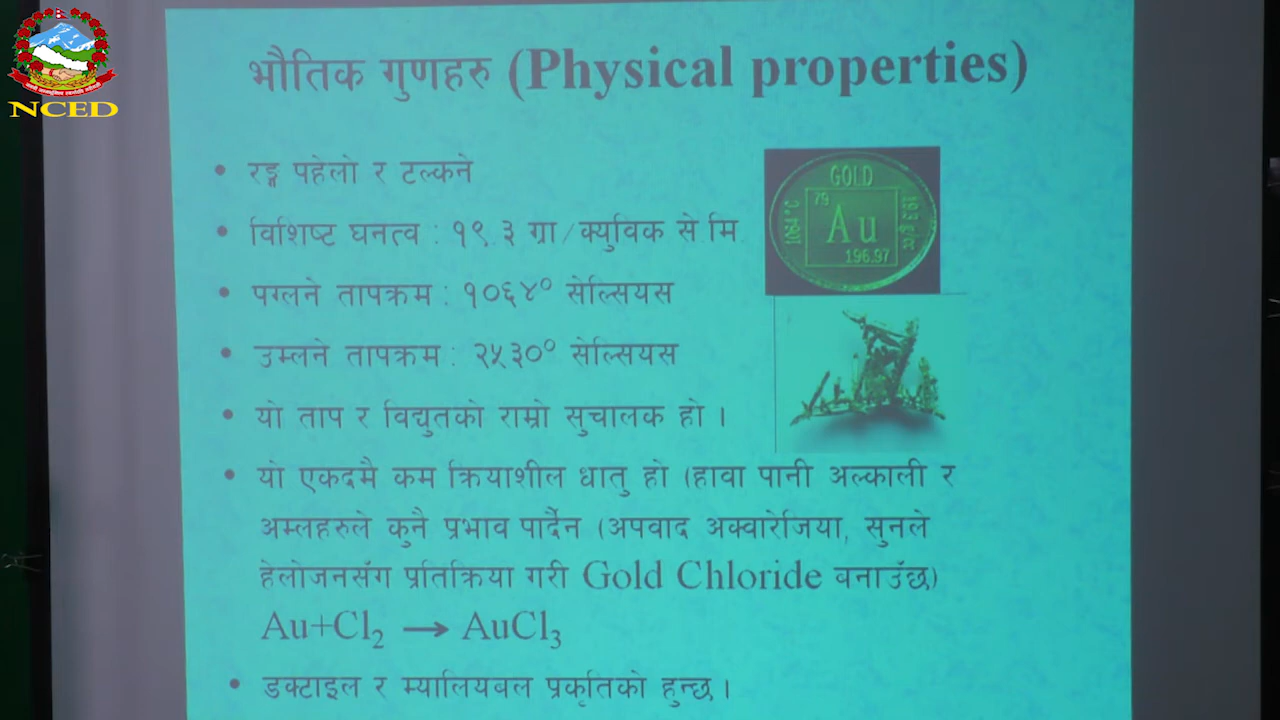 NCED
भौतिक गुणहरु (Physical properties)
• रङ्ग पहेलो र टल्कने
• विशिष्ट घनत्व : १९.३ ग्रा/क्युविक से.मि.
• पग्लने तापक्रम : १०६४° सेल्सियस
• उम्लने तापक्रम : २५३०° सेल्सियस
• यो ताप र विद्युतको राम्रो सुचालक हो ।
• यो एकदमै कम क्रियाशील धातु हो (हावा पानी अल्काली र
अम्लहरुले कुनै प्रभाव पार्दैन (अपवाद अक्वारेजिया, सुनले
हेलोजनसँग प्रतिक्रिया गरी Gold Chloride बनाउँछ)
Au+Cl₂ → AuCl₃
• डक्टाइल र म्यालियबल प्रकृतिको हुन्छ ।
GOLD
79
Au
196.97